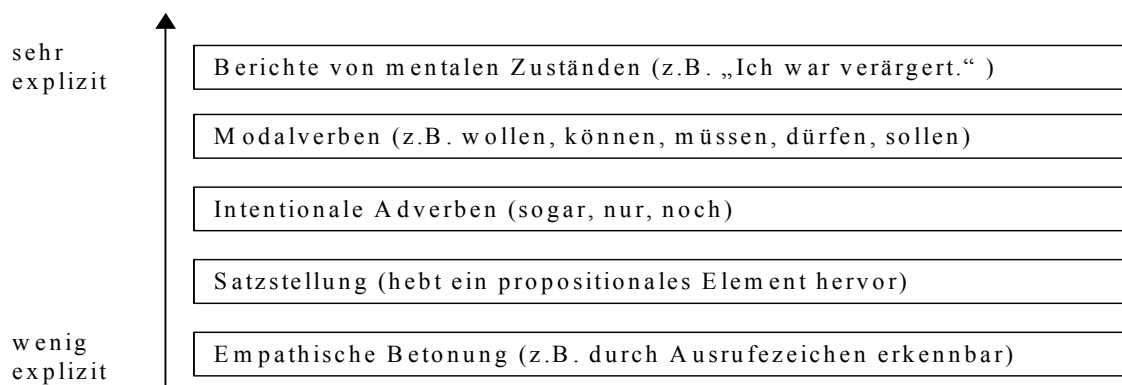 sehr
explizit
Berichte von mentalen Zuständen (z.B. „Ich war verärgert.“ )
Modalverben (z.B. wollen, können, müssen, dürfen, sollen)
Intentionale Adverben (sogar, nur, noch)
Satzstellung (hebt ein propositionales Element hervor)
wenig
explizit
Empathische Betonung (z.B. durch Ausrufezeichen erkennbar)